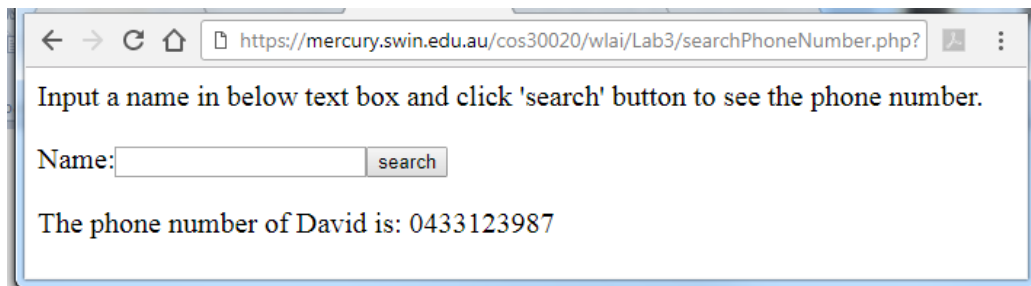 https://mercury.swin.edu.au/cos30020/wlai/Lab3/searchPhoneNumber.php?
Input a name in below text box and click 'search' button to see the phone number.
Name: search
The phone number of David is: 0433123987